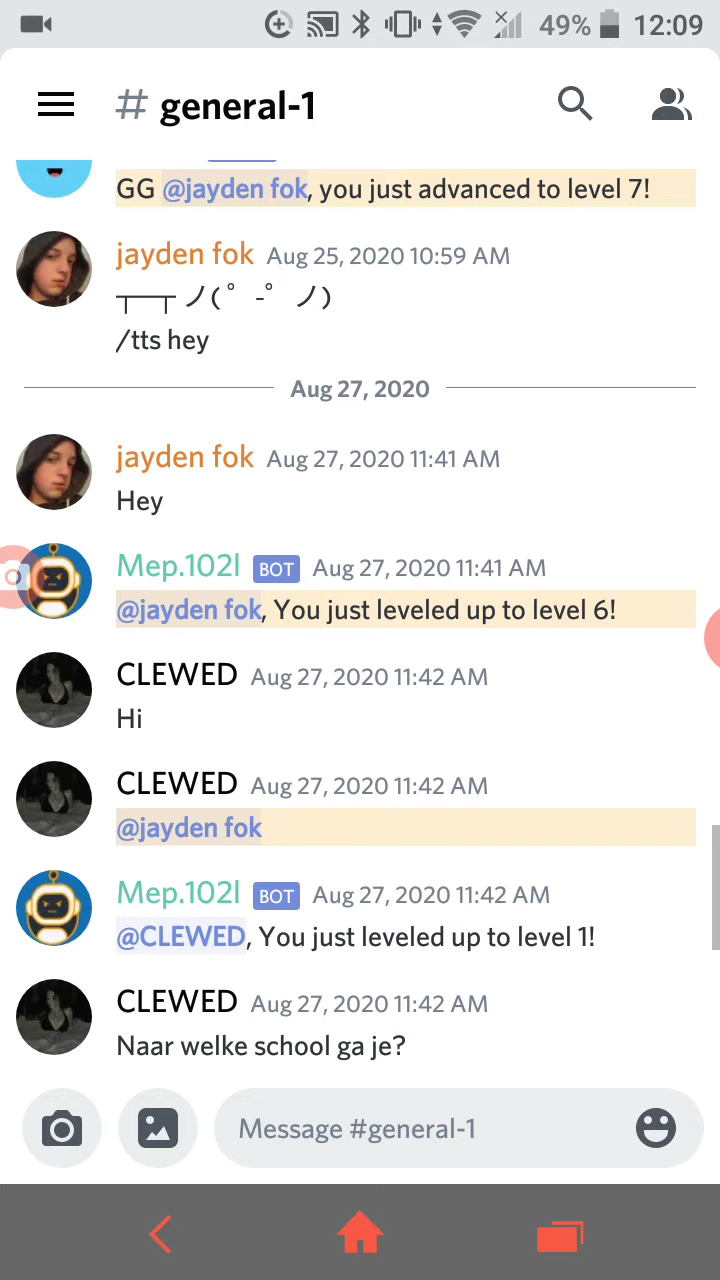 49% 12:09
# general-1
GG @jayden fok, you just advanced to level 7!
jayden fok Aug 25, 2020 10:59 AM
┬─┬ ノ( ゜-゜ノ)
/tts hey
Aug 27, 2020
jayden fok Aug 27, 2020 11:41 AM
Hey
Mep.102l BOT Aug 27, 2020 11:41 AM
@jayden fok, You just leveled up to level 6!
CLEWED Aug 27, 2020 11:42 AM
Hi
CLEWED Aug 27, 2020 11:42 AM
@jayden fok
Mep.102l BOT Aug 27, 2020 11:42 AM
@CLEWED, You just leveled up to level 1!
CLEWED Aug 27, 2020 11:42 AM
Naar welke school ga je?
Message #general-1